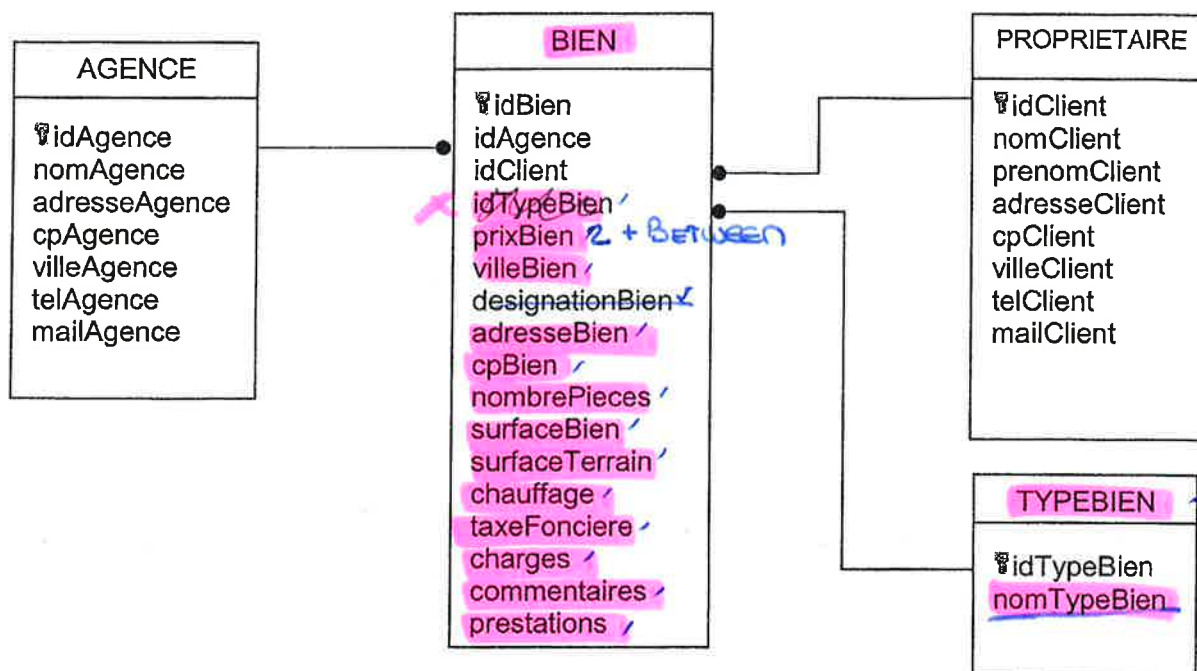 AGENCE
idAgence
nomAgence
adresseAgence
cpAgence
villeAgence
telAgence
mailAgence
BIEN
idBien
idAgence
idClient
idTypeBien
prixBien 2 + BETWEEN
villeBien
designationBien
adresseBien
cpBien
nombrePieces
surfaceBien
surfaceTerrain
chauffage
taxeFonciere
charges
commentaires
prestations
PROPRIETAIRE
idClient
nomClient
prenomClient
adresseClient
cpClient
villeClient
telClient
mailClient
TYPEBIEN
idTypeBien
nomTypeBien